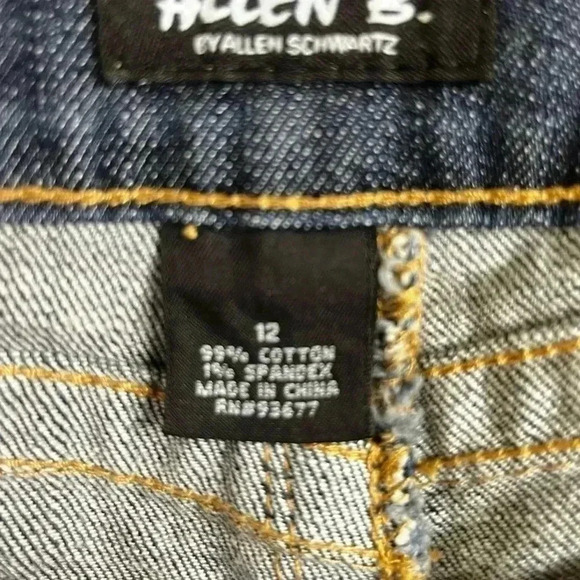 ALLEN B.
BY ALLEN SCHWARTZ
12
99% COTTON
1% SPANDEX
MADE IN CHINA
RN#93677